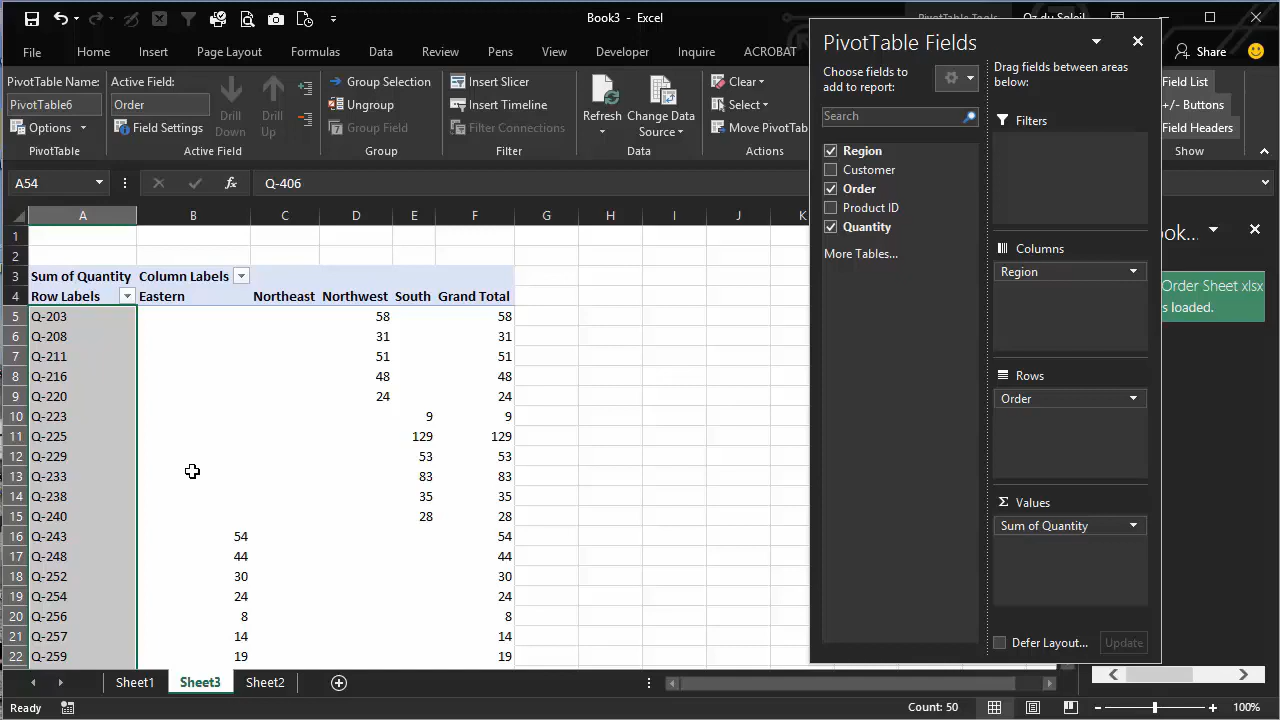 Book3 - Excel
PivotTable Tools
Oz du Soleil
File Home Insert Page Layout Formulas Data Review Pens View Developer Inquire ACROBAT
Share
PivotTable Name:
PivotTable6
Options
PivotTable
Active Field:
Order
Field Settings
Drill Down
Drill Up
Active Field
Group Selection
Ungroup
Group Field
Group
Insert Slicer
Insert Timeline
Filter Connections
Filter
Refresh
Change Data Source
Data
Clear
Select
Move PivotTab
Actions
Field List
+/- Buttons
Field Headers
Show
A54
fx
Q-406
A B C D E F G H I J K
1
2
3 Sum of Quantity Column Labels
4 Row Labels Eastern Northeast Northwest South Grand Total
5 Q-203 58 58
6 Q-208 31 31
7 Q-211 51 51
8 Q-216 48 48
9 Q-220 24 24
10 Q-223 9 9
11 Q-225 129 129
12 Q-229 53 53
13 Q-233 83 83
14 Q-238 35 35
15 Q-240 28 28
16 Q-243 54 54
17 Q-248 44 44
18 Q-252 30 30
19 Q-254 24 24
20 Q-256 8 8
21 Q-257 14 14
22 Q-259 19 19
PivotTable Fields
Choose fields to add to report:
Search
Region
Customer
Order
Product ID
Quantity
More Tables...
Drag fields between areas below:
Filters
Columns
Region
Rows
Order
Σ Values
Sum of Quantity
Defer Layout...
Update
ook...
Order Sheet xlsx
s loaded.
Sheet1 Sheet3 Sheet2
Ready
Count: 50
100%